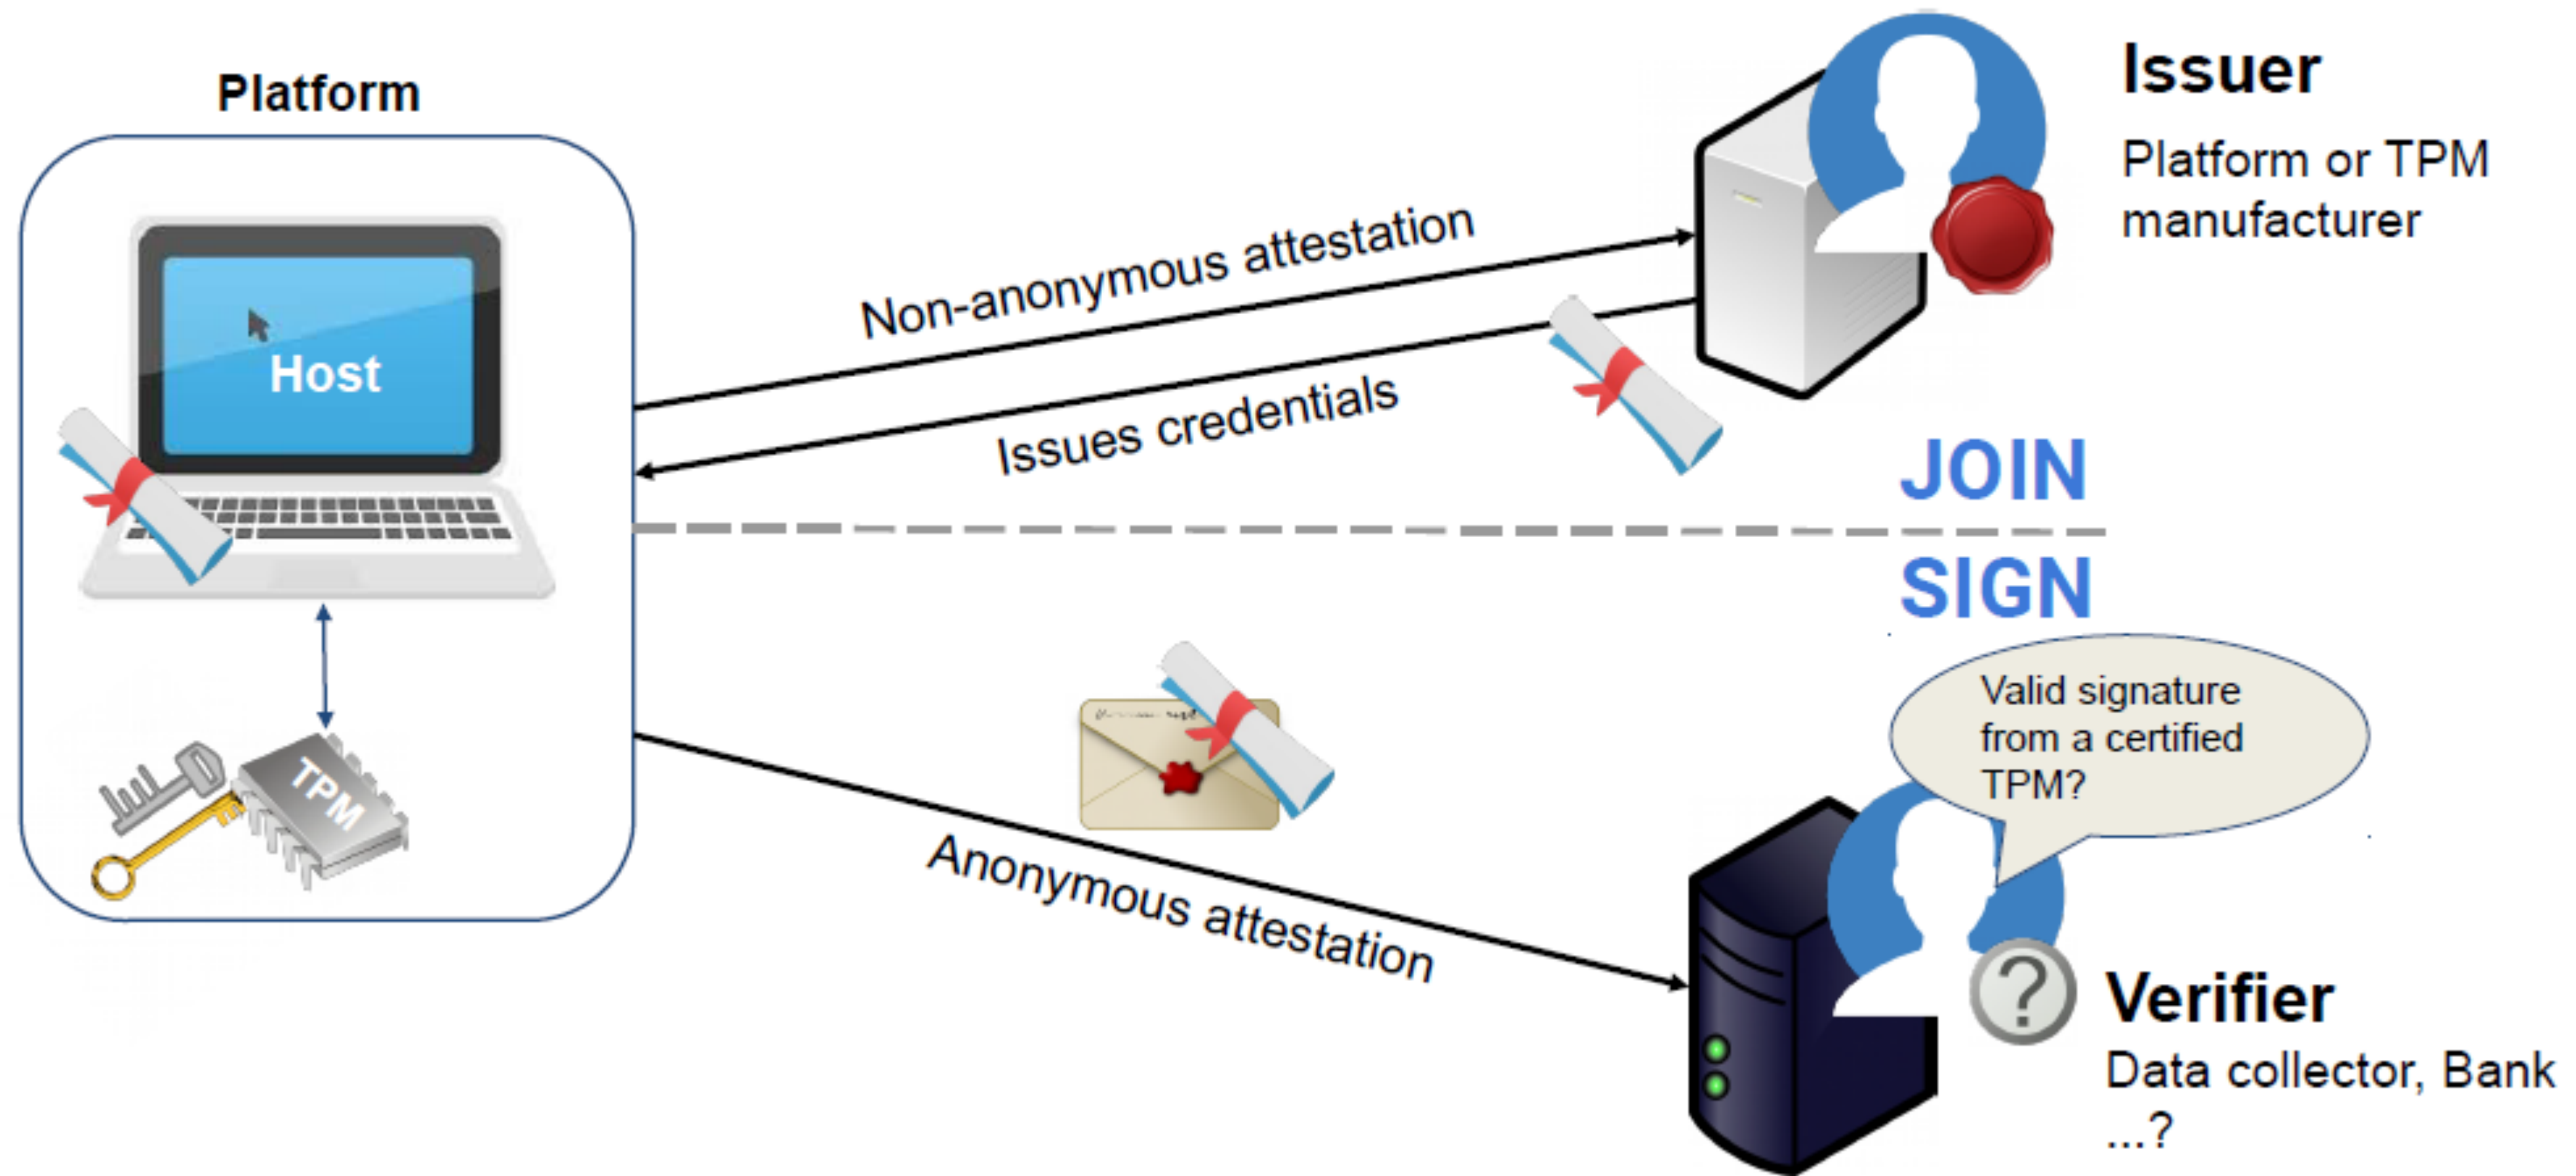 Platform
Host
TPM
Non-anonymous attestation
Issues credentials
Issuer
Platform or TPM
manufacturer
JOIN
SIGN
Valid signature
from a certified
TPM?
Anonymous attestation
?
Verifier
Data collector, Bank
...?